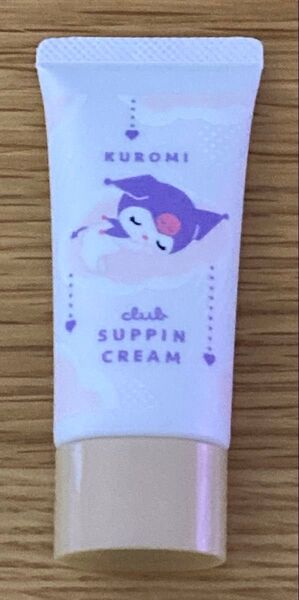 KUROMI
club
SUPPIN
CREAM